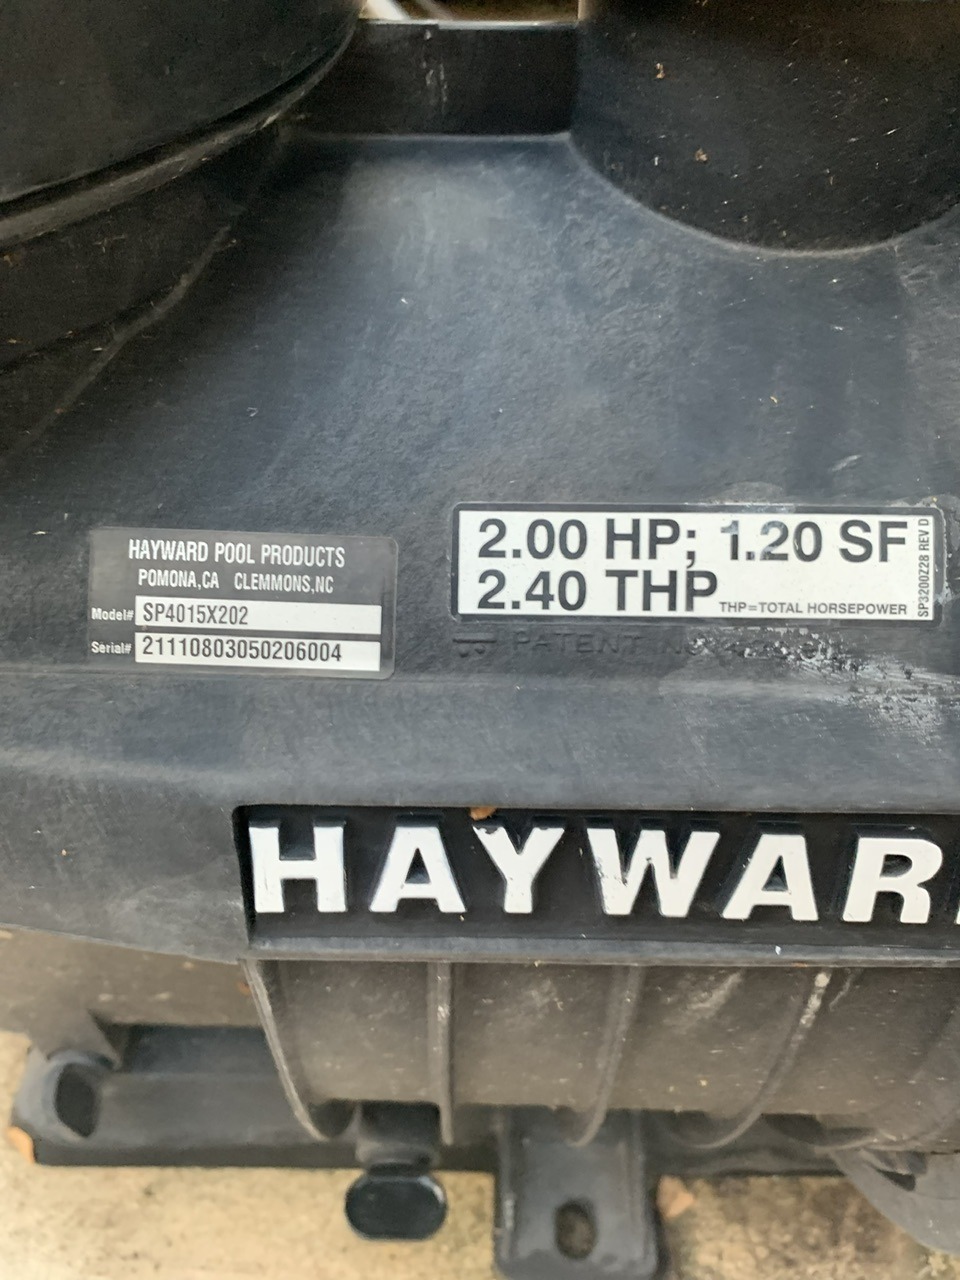 HAYWARD POOL PRODUCTS
POMONA,CA CLEMMONS,NC
Model# SP4015X202
Serial# 21110803050206004
2.00 HP; 1.20 SF
2.40 THP THP=TOTAL HORSEPOWER
SP3200Z28 REV D
PATENT
HAYWAR